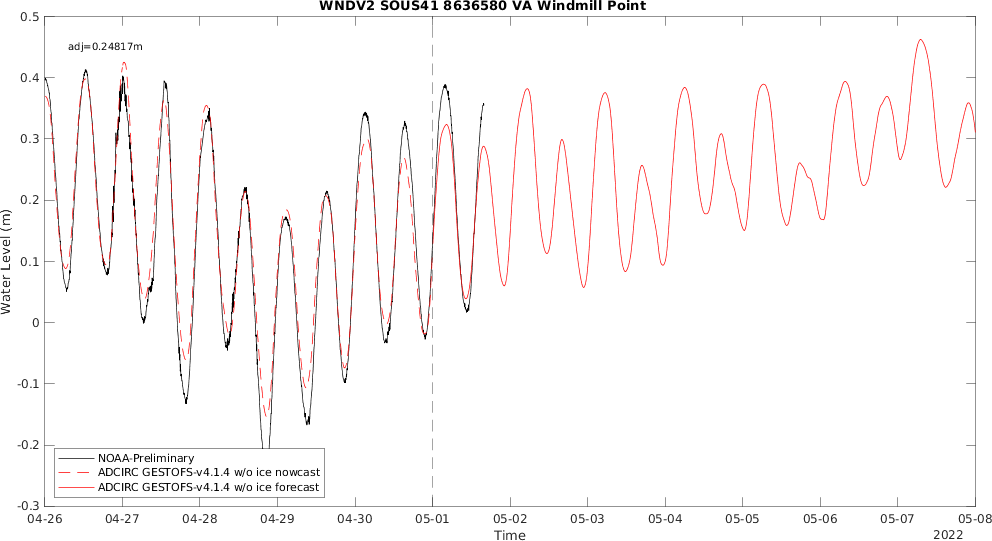 WNDV2 SOUS41 8636580 VA Windmill Point
adj=0.24817m
0.5
0.4
0.3
0.2
0.1
0
-0.1
-0.2
-0.3
Water Level (m)
NOAA-Preliminary
ADCIRC GESTOFS-v4.1.4 w/o ice nowcast
ADCIRC GESTOFS-v4.1.4 w/o ice forecast
04-26 04-27 04-28 04-29 04-30 05-01 05-02 05-03 05-04 05-05 05-06 05-07 05-08
Time
2022